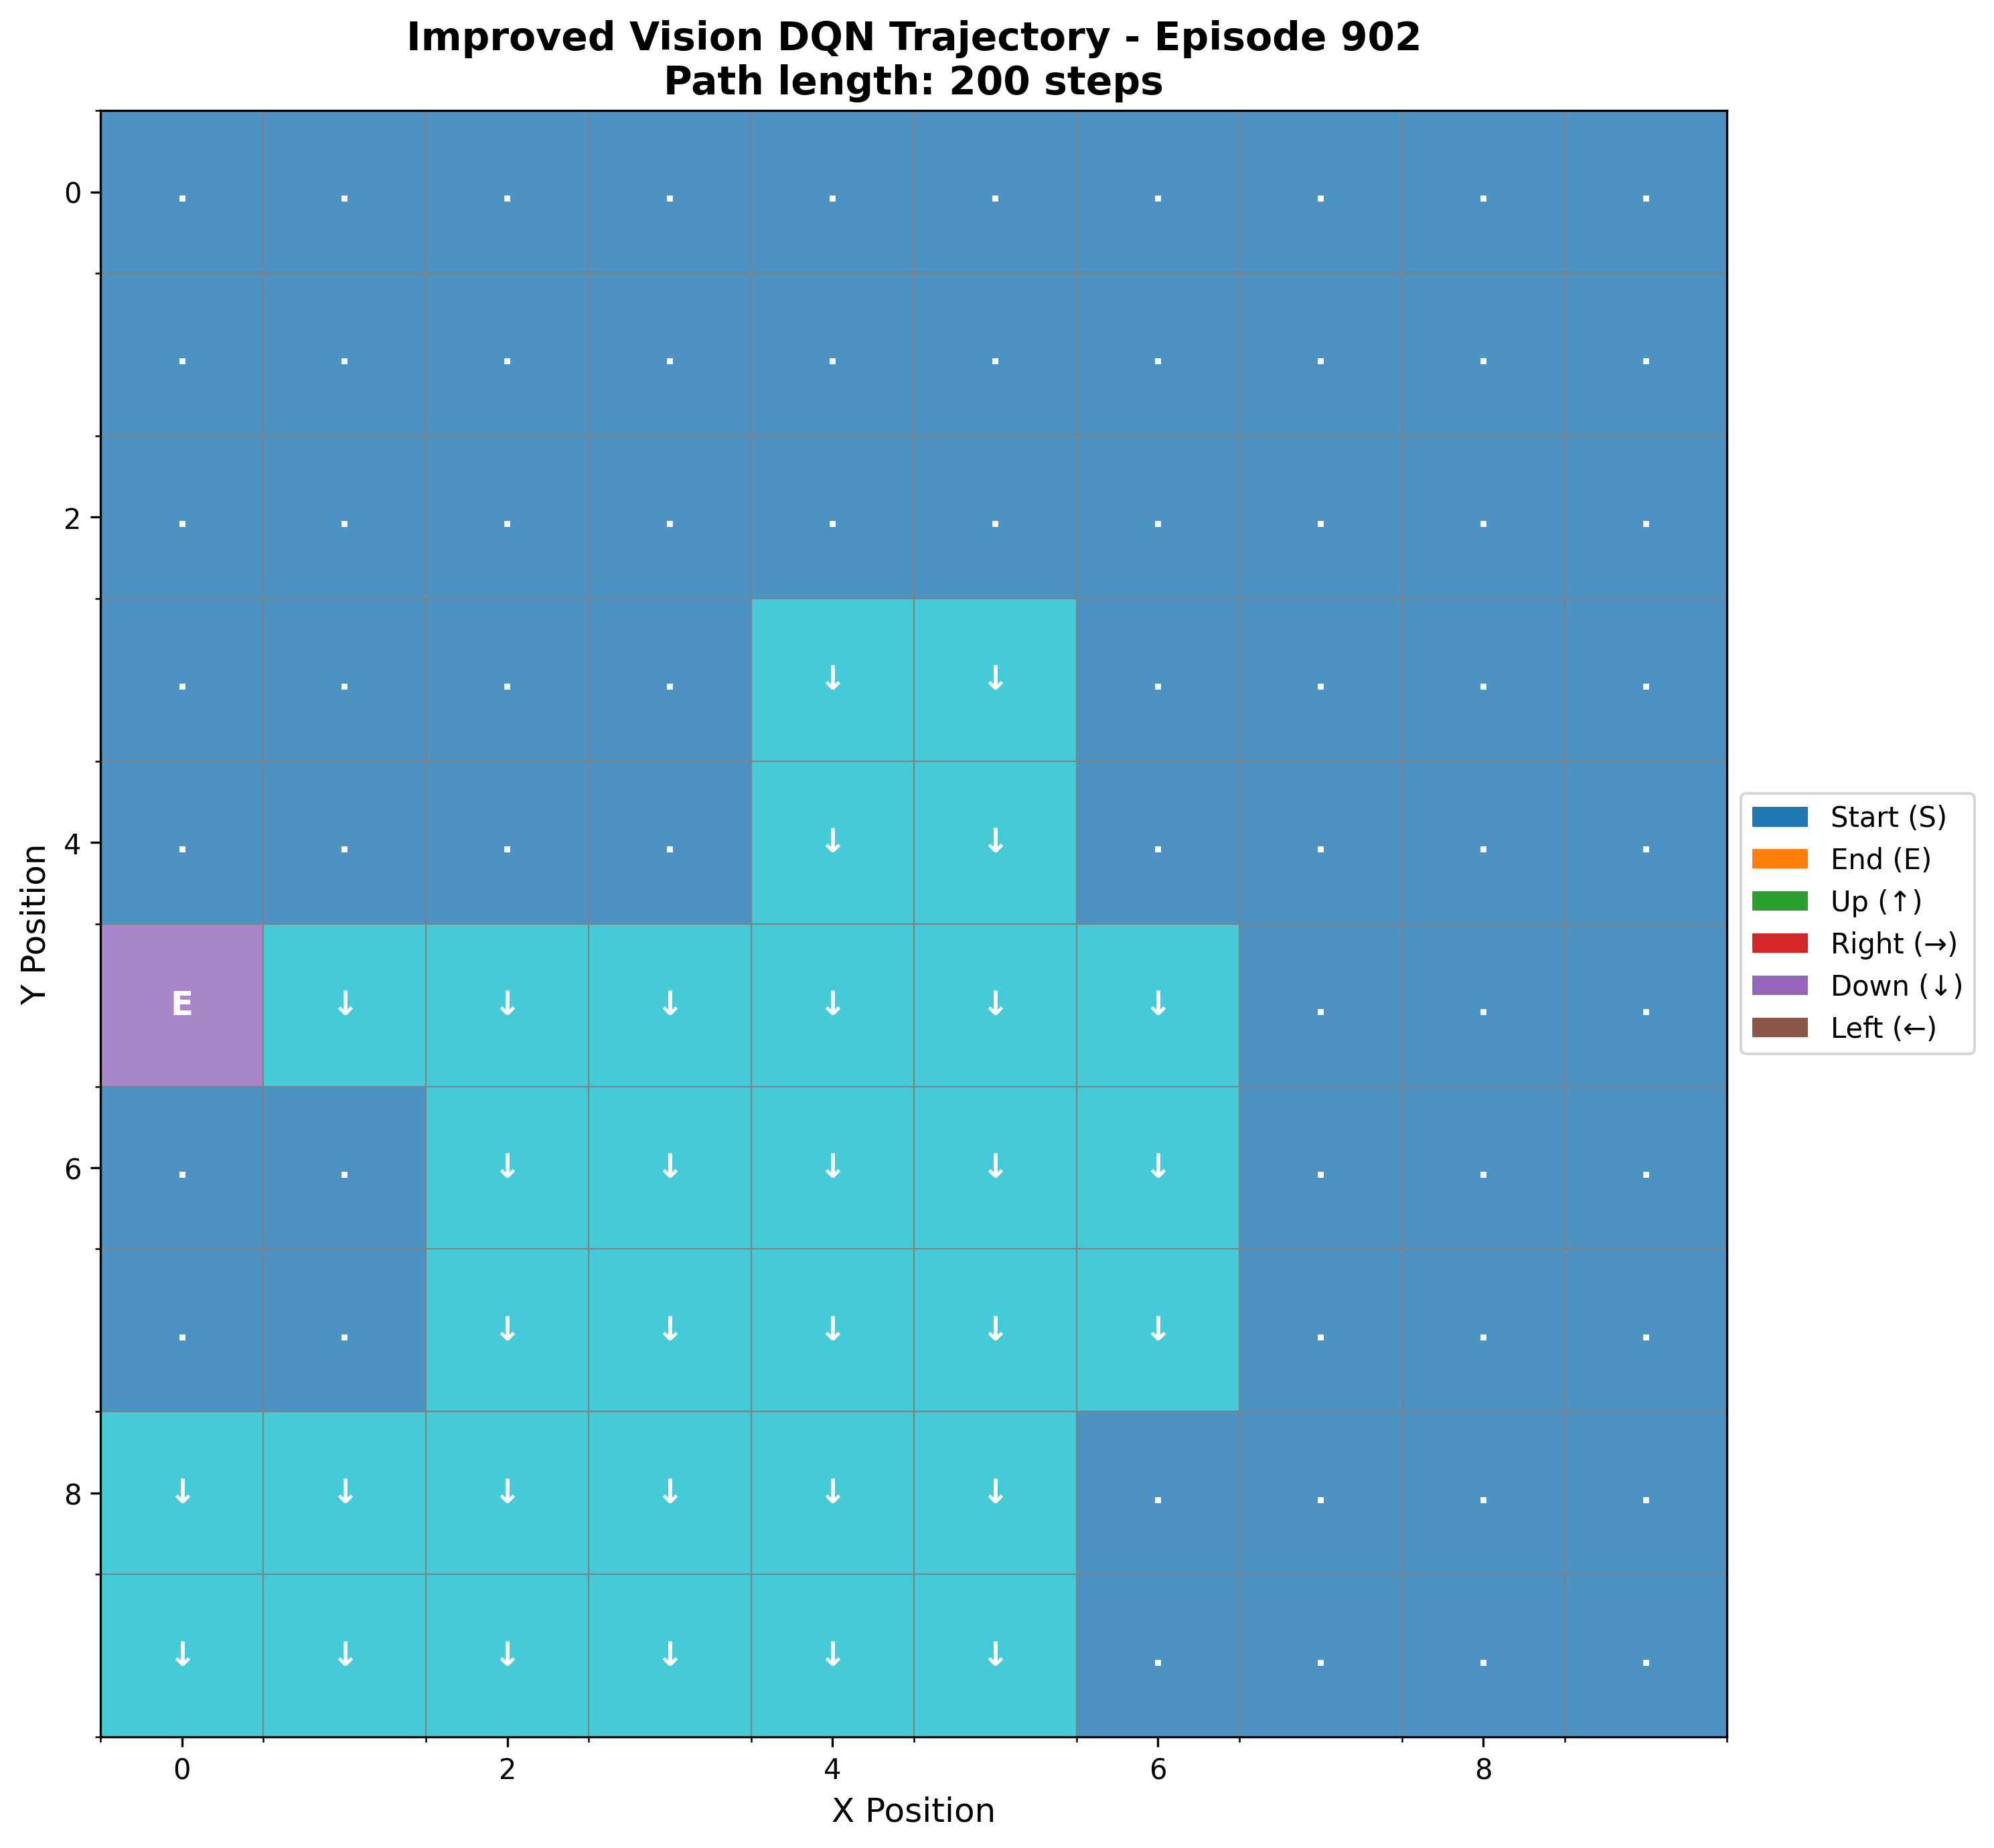 Improved Vision DQN Trajectory - Episode 902
Path length: 200 steps
0 . . . . . . . . . .
. . . . . . . . . .
2 . . . . . . . . . .
. . . . ↓ ↓ . . . .
4 . . . . ↓ ↓ . . . .
E ↓ ↓ ↓ ↓ ↓ ↓ . . .
6 . . ↓ ↓ ↓ ↓ ↓ . . .
. . ↓ ↓ ↓ ↓ ↓ . . .
8 ↓ ↓ ↓ ↓ ↓ ↓ . . . .
↓ ↓ ↓ ↓ ↓ ↓ . . . .
0 2 4 6 8
X Position
Y Position
Start (S)
End (E)
Up (↑)
Right (→)
Down (↓)
Left (←)